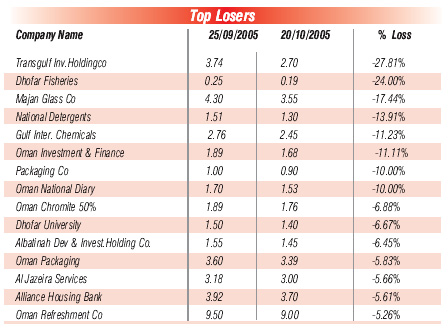 Top Losers
Company Name 25/09/2005 20/10/2005 % Loss
Transgulf Inv.Holdingco 3.74 2.70 -27.81%
Dhofar Fisheries 0.25 0.19 -24.00%
Majan Glass Co 4.30 3.55 -17.44%
National Detergents 1.51 1.30 -13.91%
Gulf Inter. Chemicals 2.76 2.45 -11.23%
Oman Investment & Finance 1.89 1.68 -11.11%
Packaging Co 1.00 0.90 -10.00%
Oman National Diary 1.70 1.53 -10.00%
Oman Chromite 50% 1.89 1.76 -6.88%
Dhofar University 1.50 1.40 -6.67%
Albatinah Dev & Invest.Holding Co. 1.55 1.45 -6.45%
Oman Packaging 3.60 3.39 -5.83%
Al Jazeira Services 3.18 3.00 -5.66%
Alliance Housing Bank 3.92 3.70 -5.61%
Oman Refreshment Co 9.50 9.00 -5.26%